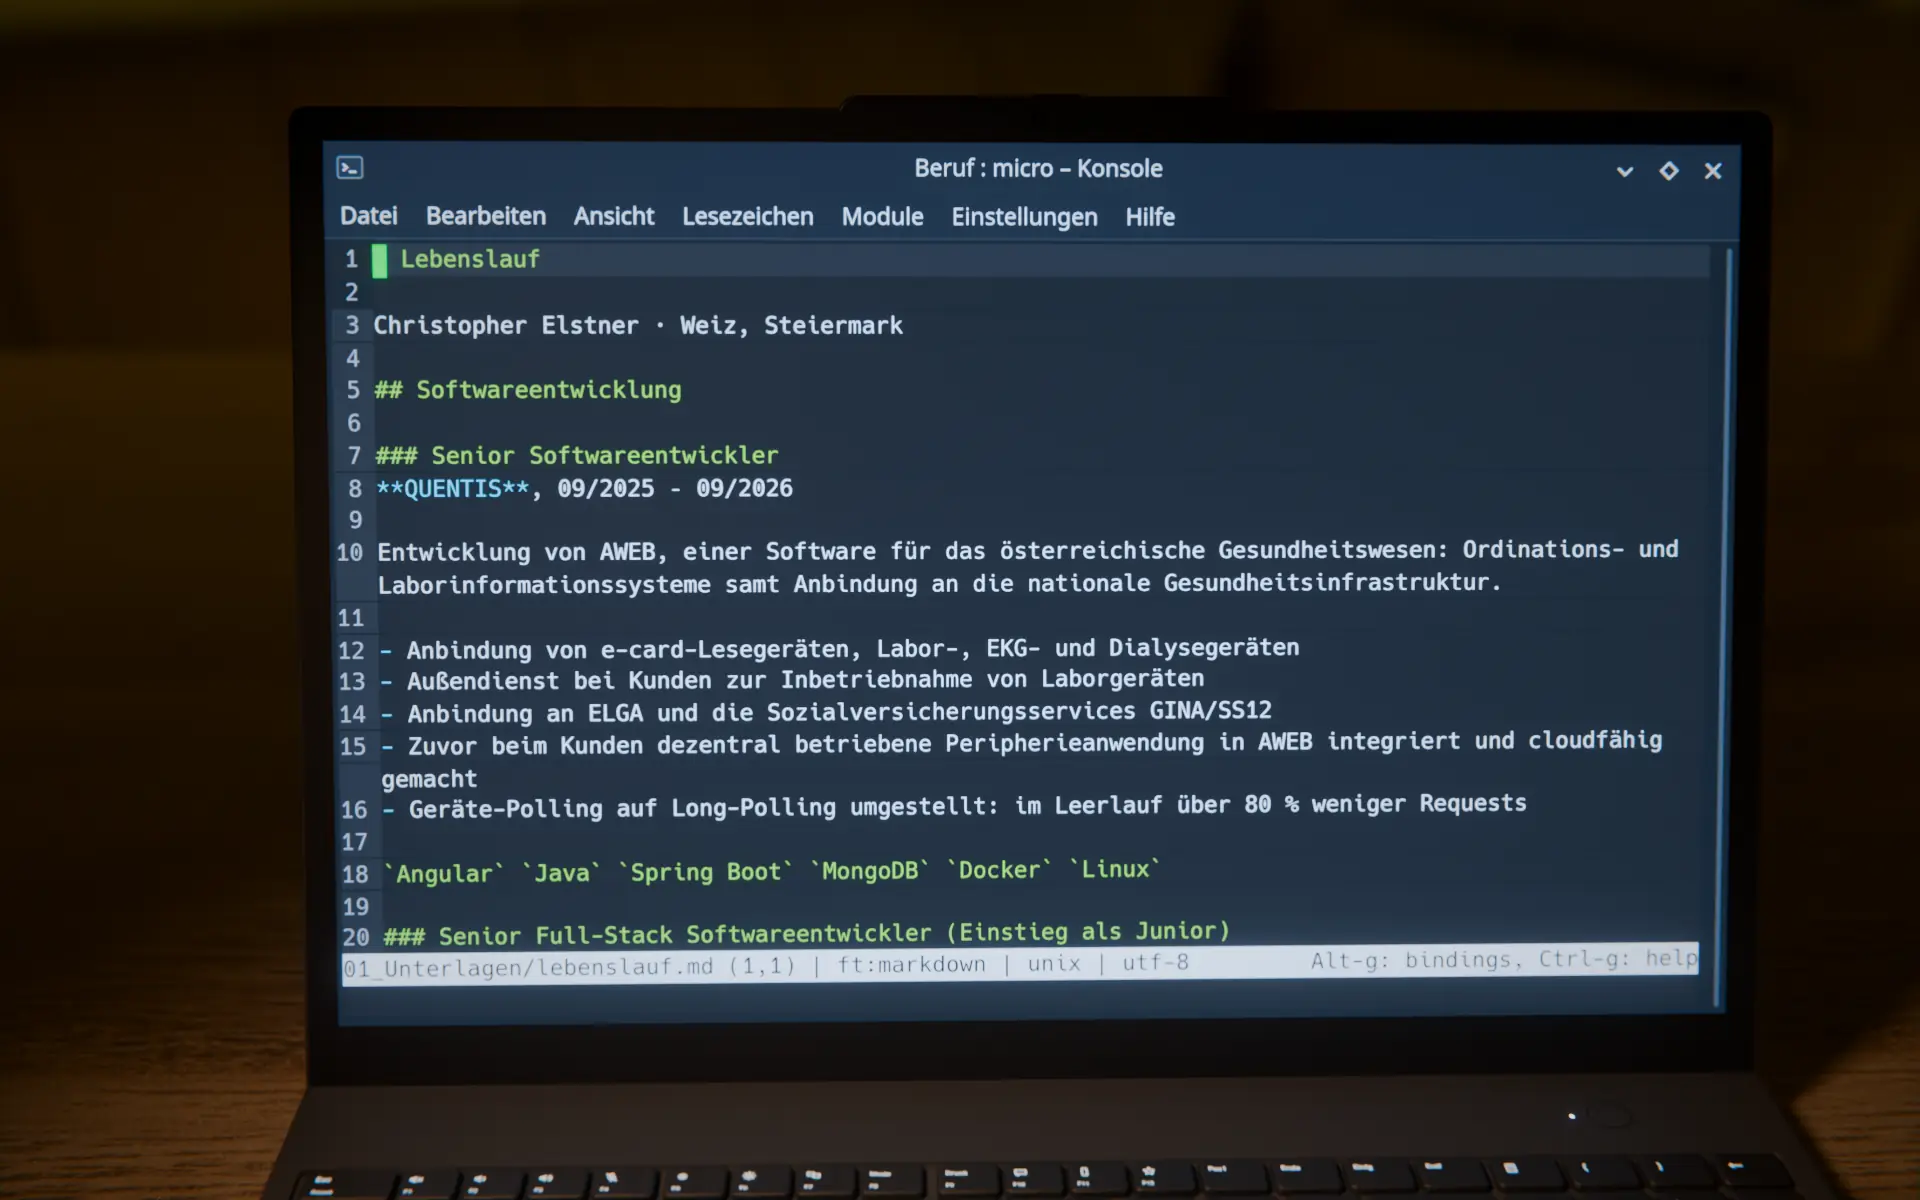 Beruf : micro – Konsole
Datei Bearbeiten Ansicht Lesezeichen Module Einstellungen Hilfe
1 Lebenslauf
2
3 Christopher Elstner · Weiz, Steiermark
4
5 ## Softwareentwicklung
6
7 ### Senior Softwareentwickler
8 **QUENTIS**, 09/2025 - 09/2026
9
10 Entwicklung von AWEB, einer Software für das österreichische Gesundheitswesen: Ordinations- und
Laborinformationssysteme samt Anbindung an die nationale Gesundheitsinfrastruktur.
11
12 - Anbindung von e-card-Lesegeräten, Labor-, EKG- und Dialysegeräten
13 - Außendienst bei Kunden zur Inbetriebnahme von Laborgeräten
14 - Anbindung an ELGA und die Sozialversicherungsservices GINA/SS12
15 - Zuvor beim Kunden dezentral betriebene Peripherieanwendung in AWEB integriert und cloudfähig
gemacht
16 - Geräte-Polling auf Long-Polling umgestellt: im Leerlauf über 80 % weniger Requests
17
18 `Angular` `Java` `Spring Boot` `MongoDB` `Docker` `Linux`
19
20 ### Senior Full-Stack Softwareentwickler (Einstieg als Junior)
01_Unterlagen/lebenslauf.md (1,1) | ft:markdown | unix | utf-8 Alt-g: bindings, Ctrl-g: help